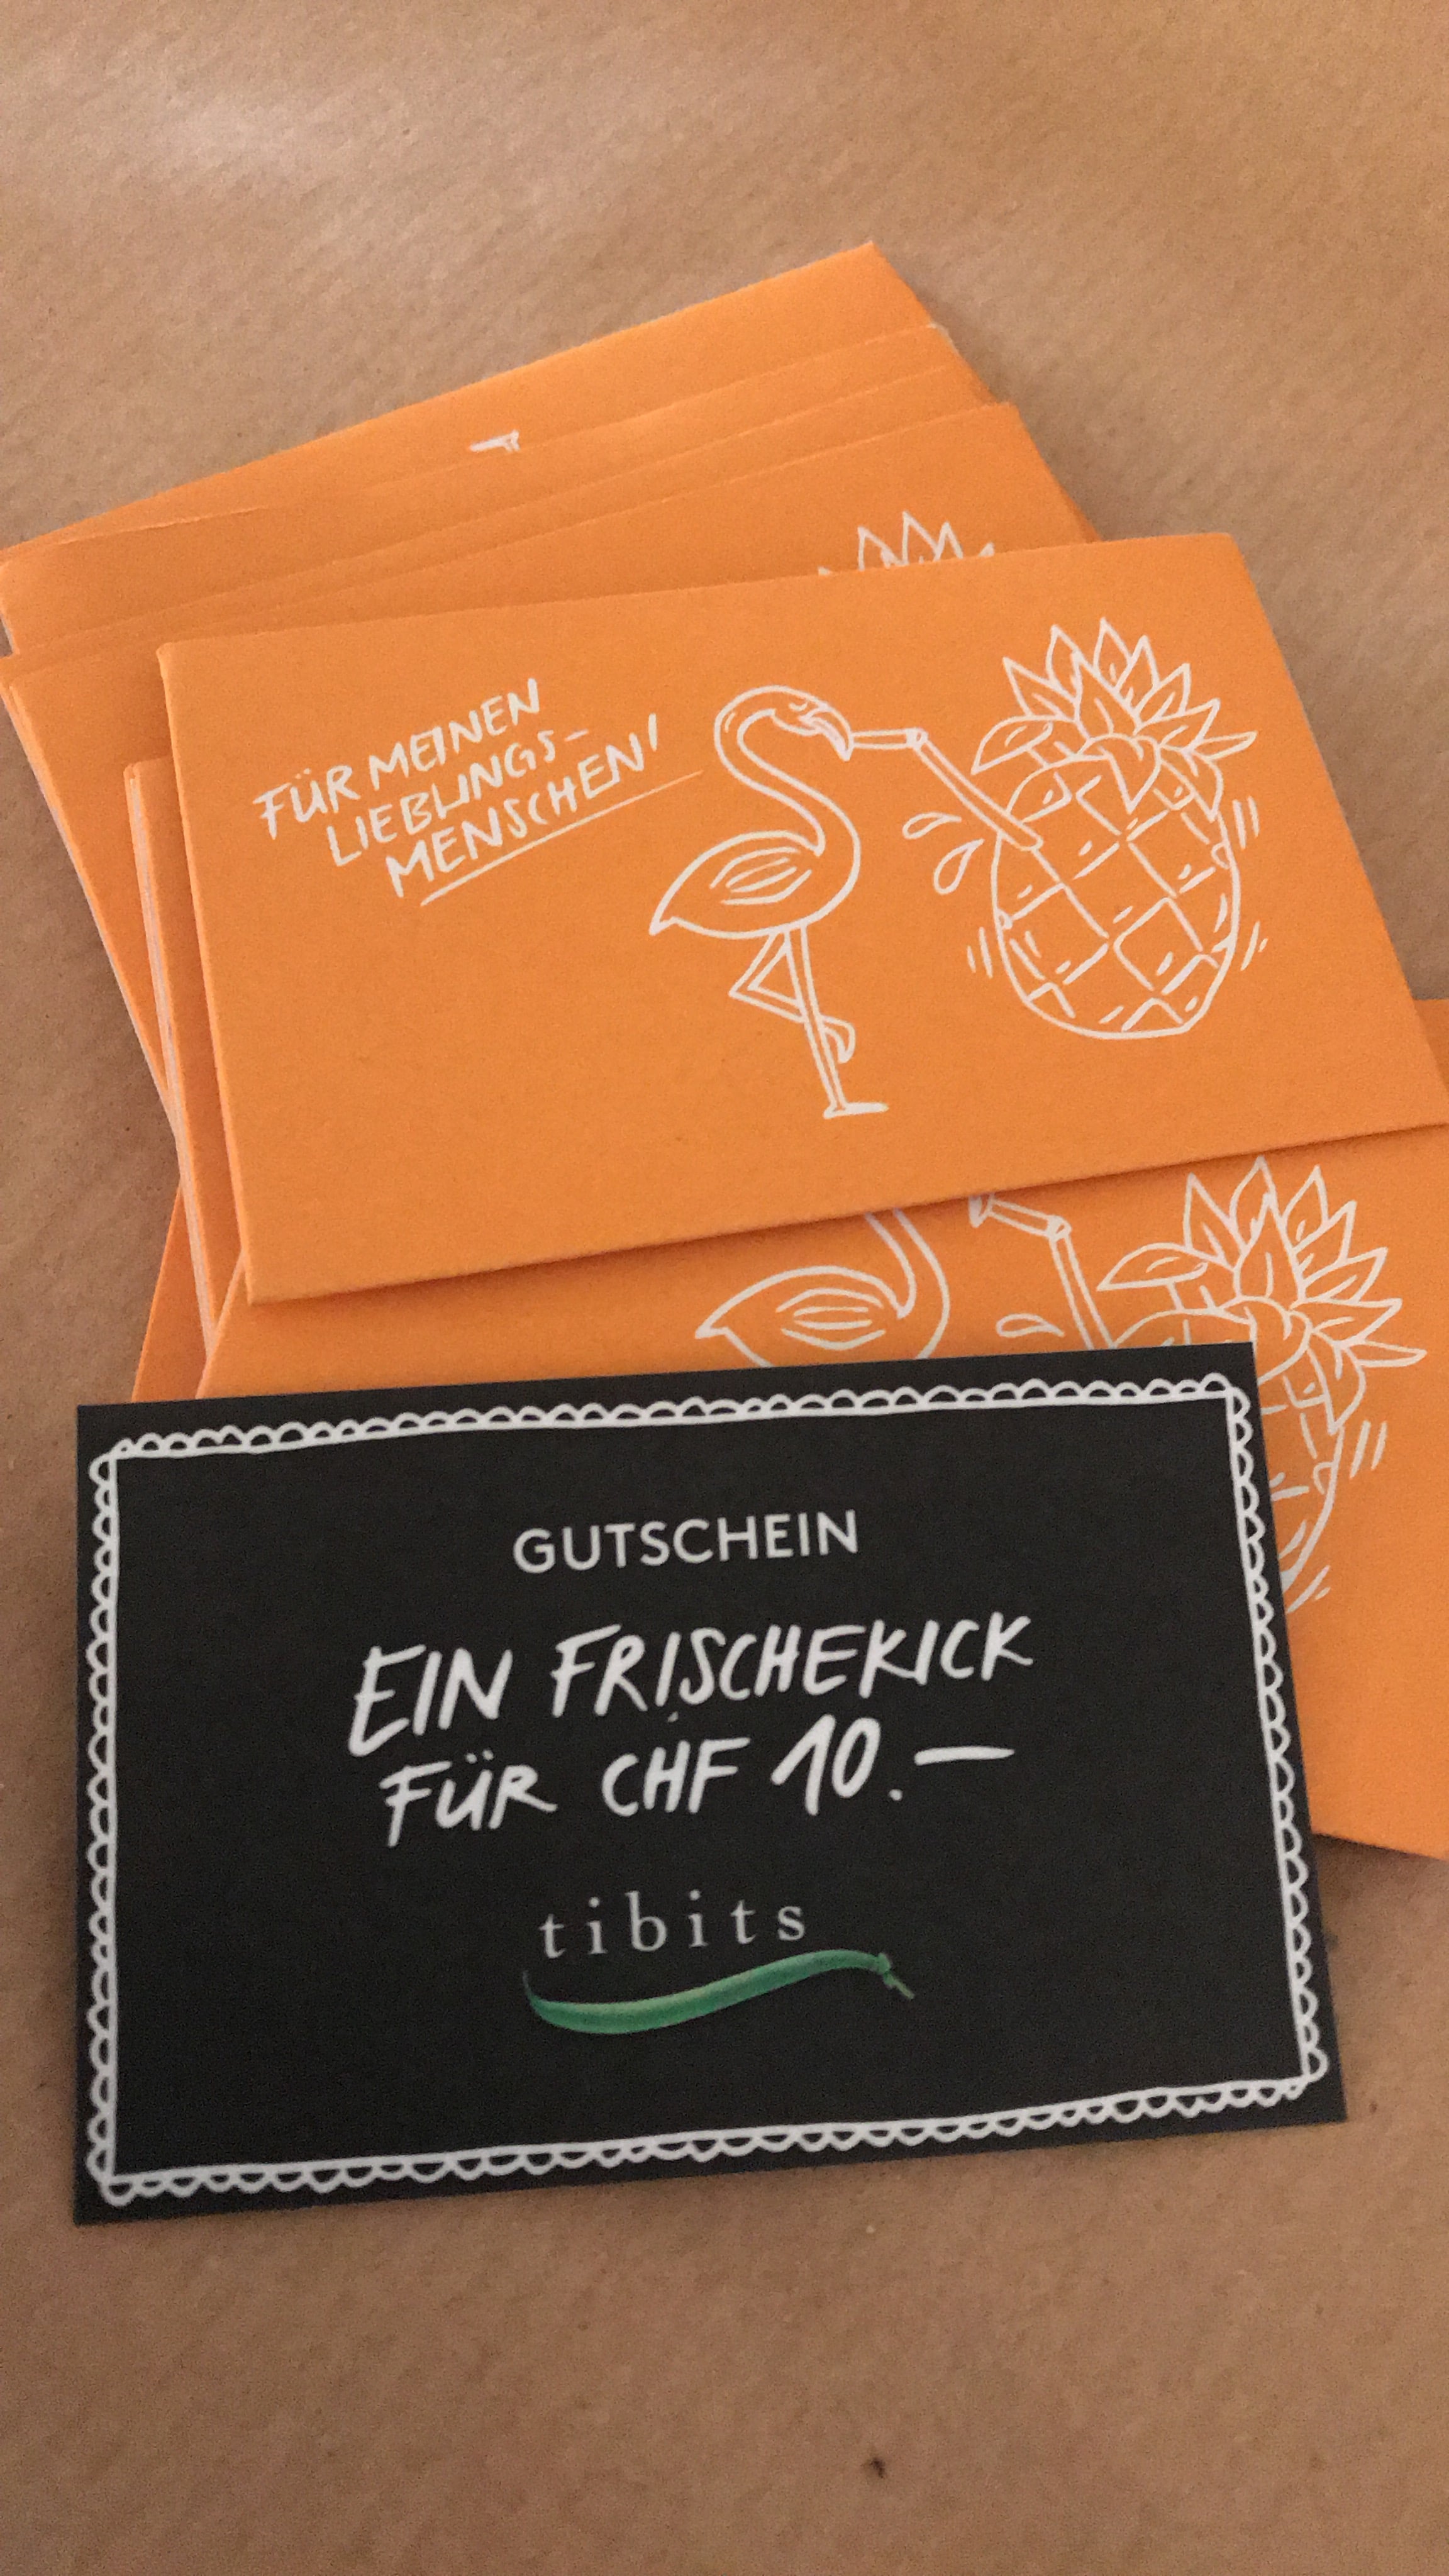 FÜR MEINEN
LIEBLINGS-
MENSCHEN!
GUTSCHEIN
EIN FRISCHEKICK
FÜR CHF 10.—
tibits